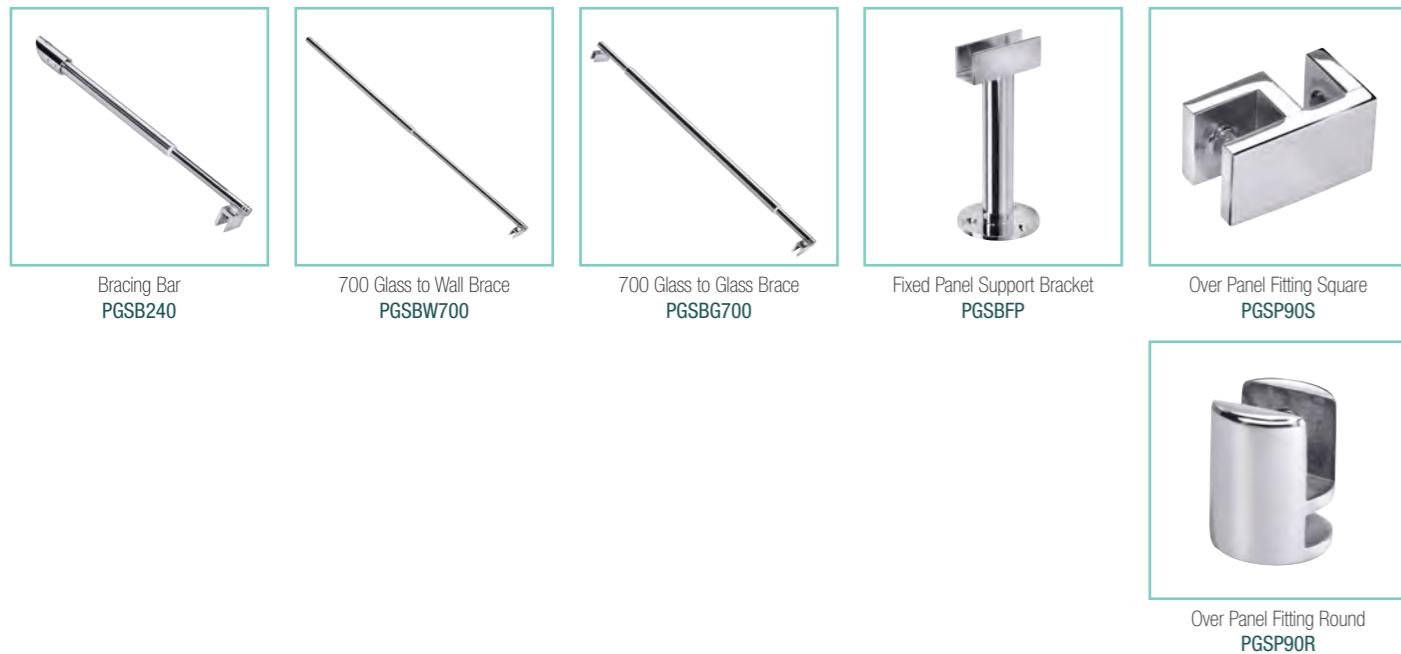 Bracing Bar
PGSB240
700 Glass to Wall Brace
PGSBW700
700 Glass to Glass Brace
PGSBG700
Fixed Panel Support Bracket
PGSBFP
Over Panel Fitting Square
PGSP90S
Over Panel Fitting Round
PGSP90R